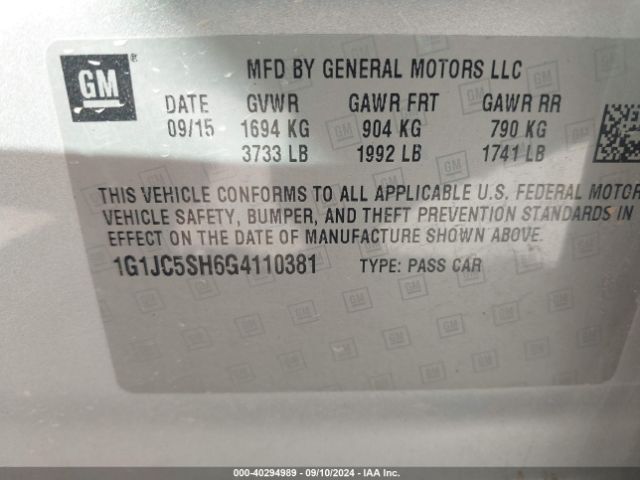 GM
MFD BY GENERAL MOTORS LLC
DATE GVWR GAWR FRT GAWR RR
09/15 1694 KG 904 KG 790 KG
3733 LB 1992 LB 1741 LB
THIS VEHICLE CONFORMS TO ALL APPLICABLE U.S. FEDERAL MOTOR
VEHICLE SAFETY, BUMPER, AND THEFT PREVENTION STANDARDS IN
EFFECT ON THE DATE OF MANUFACTURE SHOWN ABOVE.
1G1JC5SH6G4110381 TYPE: PASS CAR
000-40294989 - 09/10/2024 - IAAI.COM